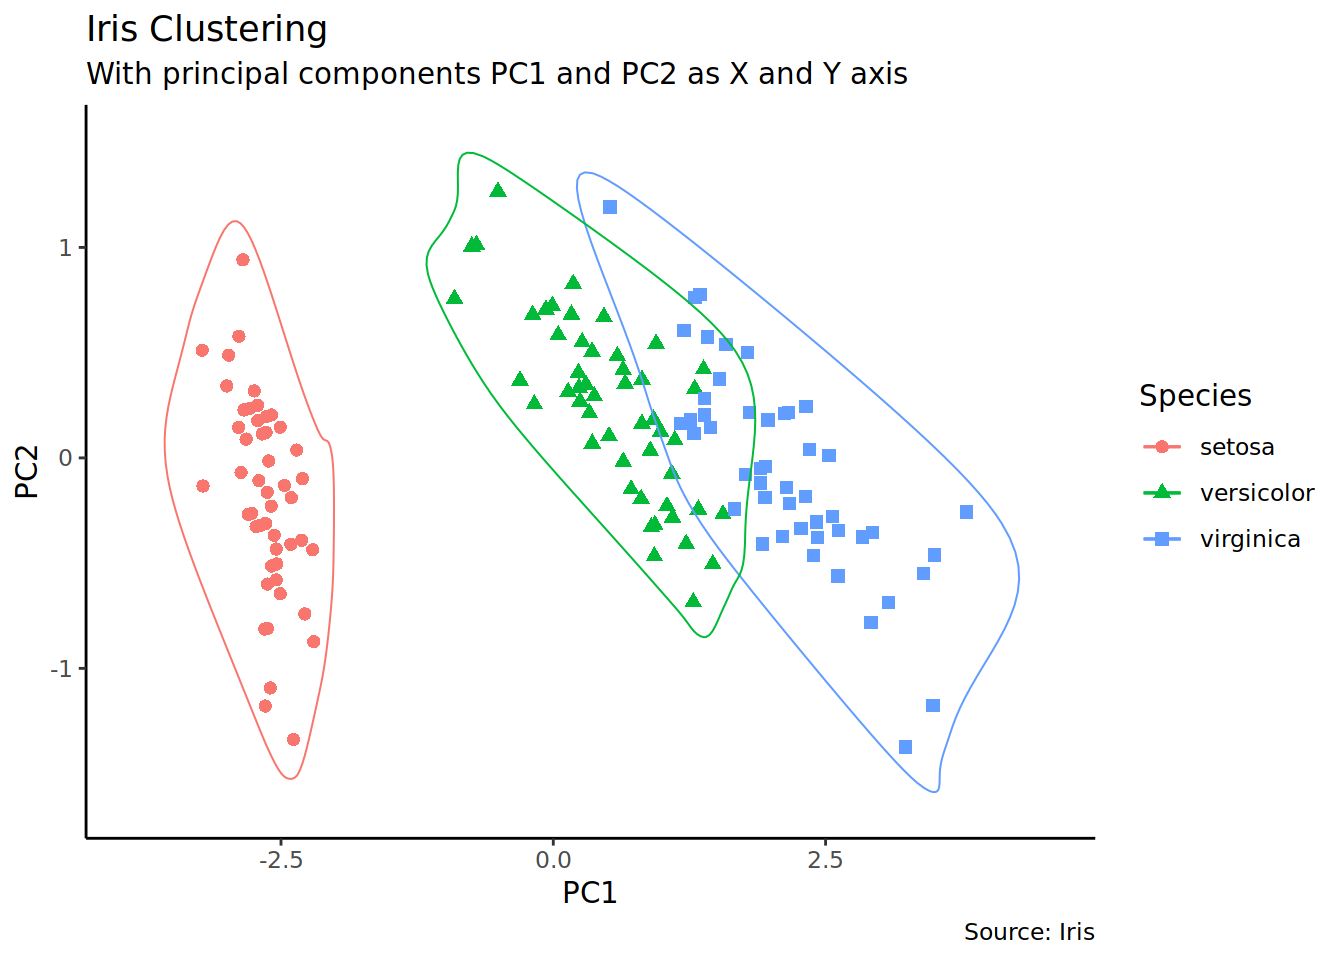 Iris Clustering
With principal components PC1 and PC2 as X and Y axis
1
0
-1
PC2
-2.5
0.0
2.5
PC1
Species
setosa
versicolor
virginica
Source: Iris